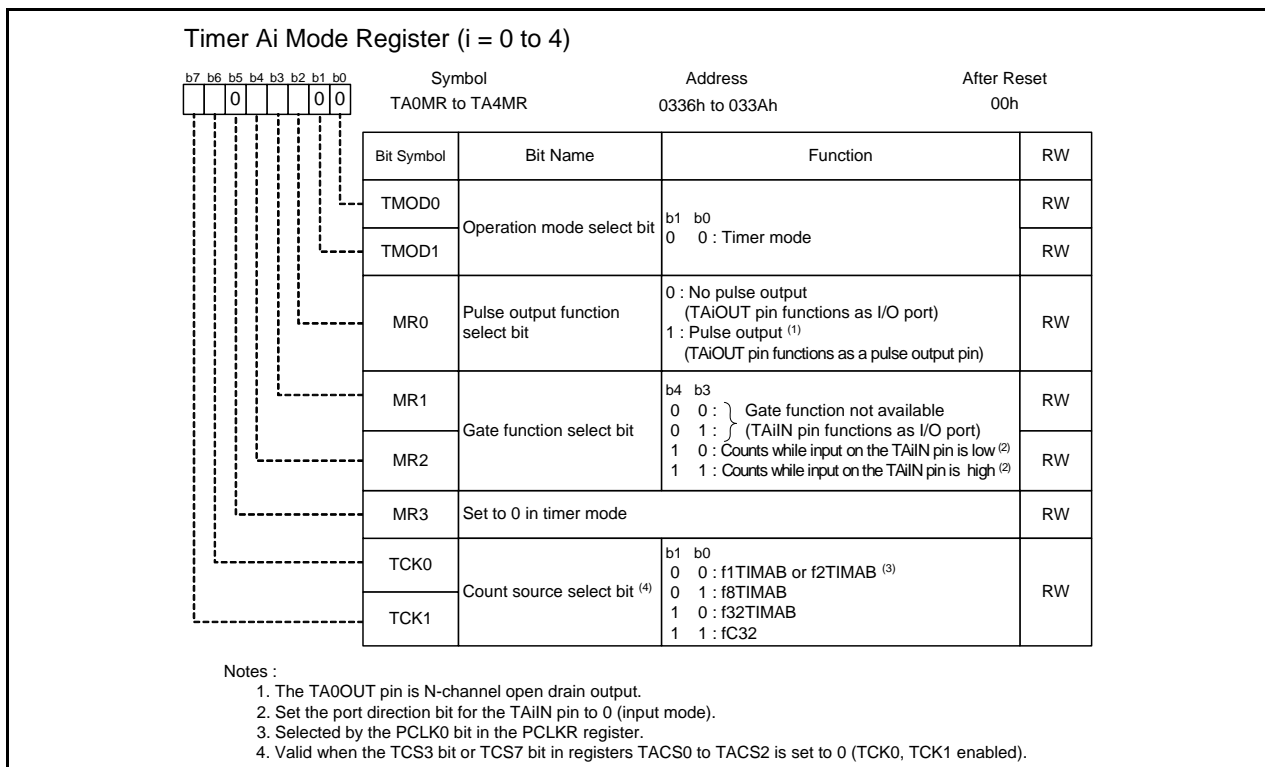 Timer Ai Mode Register (i = 0 to 4)
b7 b6 b5 b4 b3 b2 b1 b0
Symbol Address After Reset
0 0 0
TA0MR to TA4MR 0336h to 033Ah 00h
Bit Symbol Bit Name Function RW
TMOD0 RW
Operation mode select bit
b1 b0
0 0 : Timer mode
TMOD1 RW
MR0
Pulse output function
select bit
0 : No pulse output
(TAiOUT pin functions as I/O port)
1 : Pulse output (1)
(TAiOUT pin functions as a pulse output pin)
RW
MR1 RW
Gate function select bit
b4 b3
0 0 : Gate function not available
0 1 : (TAiIN pin functions as I/O port)
1 0 : Counts while input on the TAiIN pin is low (2)
1 1 : Counts while input on the TAiIN pin is high (2)
MR2 RW
MR3 Set to 0 in timer mode RW
TCK0
Count source select bit (4)
b1 b0
0 0 : f1TIMAB or f2TIMAB (3)
0 1 : f8TIMAB
1 0 : f32TIMAB
1 1 : fC32
RW
TCK1
Notes :
1. The TA0OUT pin is N-channel open drain output.
2. Set the port direction bit for the TAiIN pin to 0 (input mode).
3. Selected by the PCLK0 bit in the PCLKR register.
4. Valid when the TCS3 bit or TCS7 bit in registers TACS0 to TACS2 is set to 0 (TCK0, TCK1 enabled).